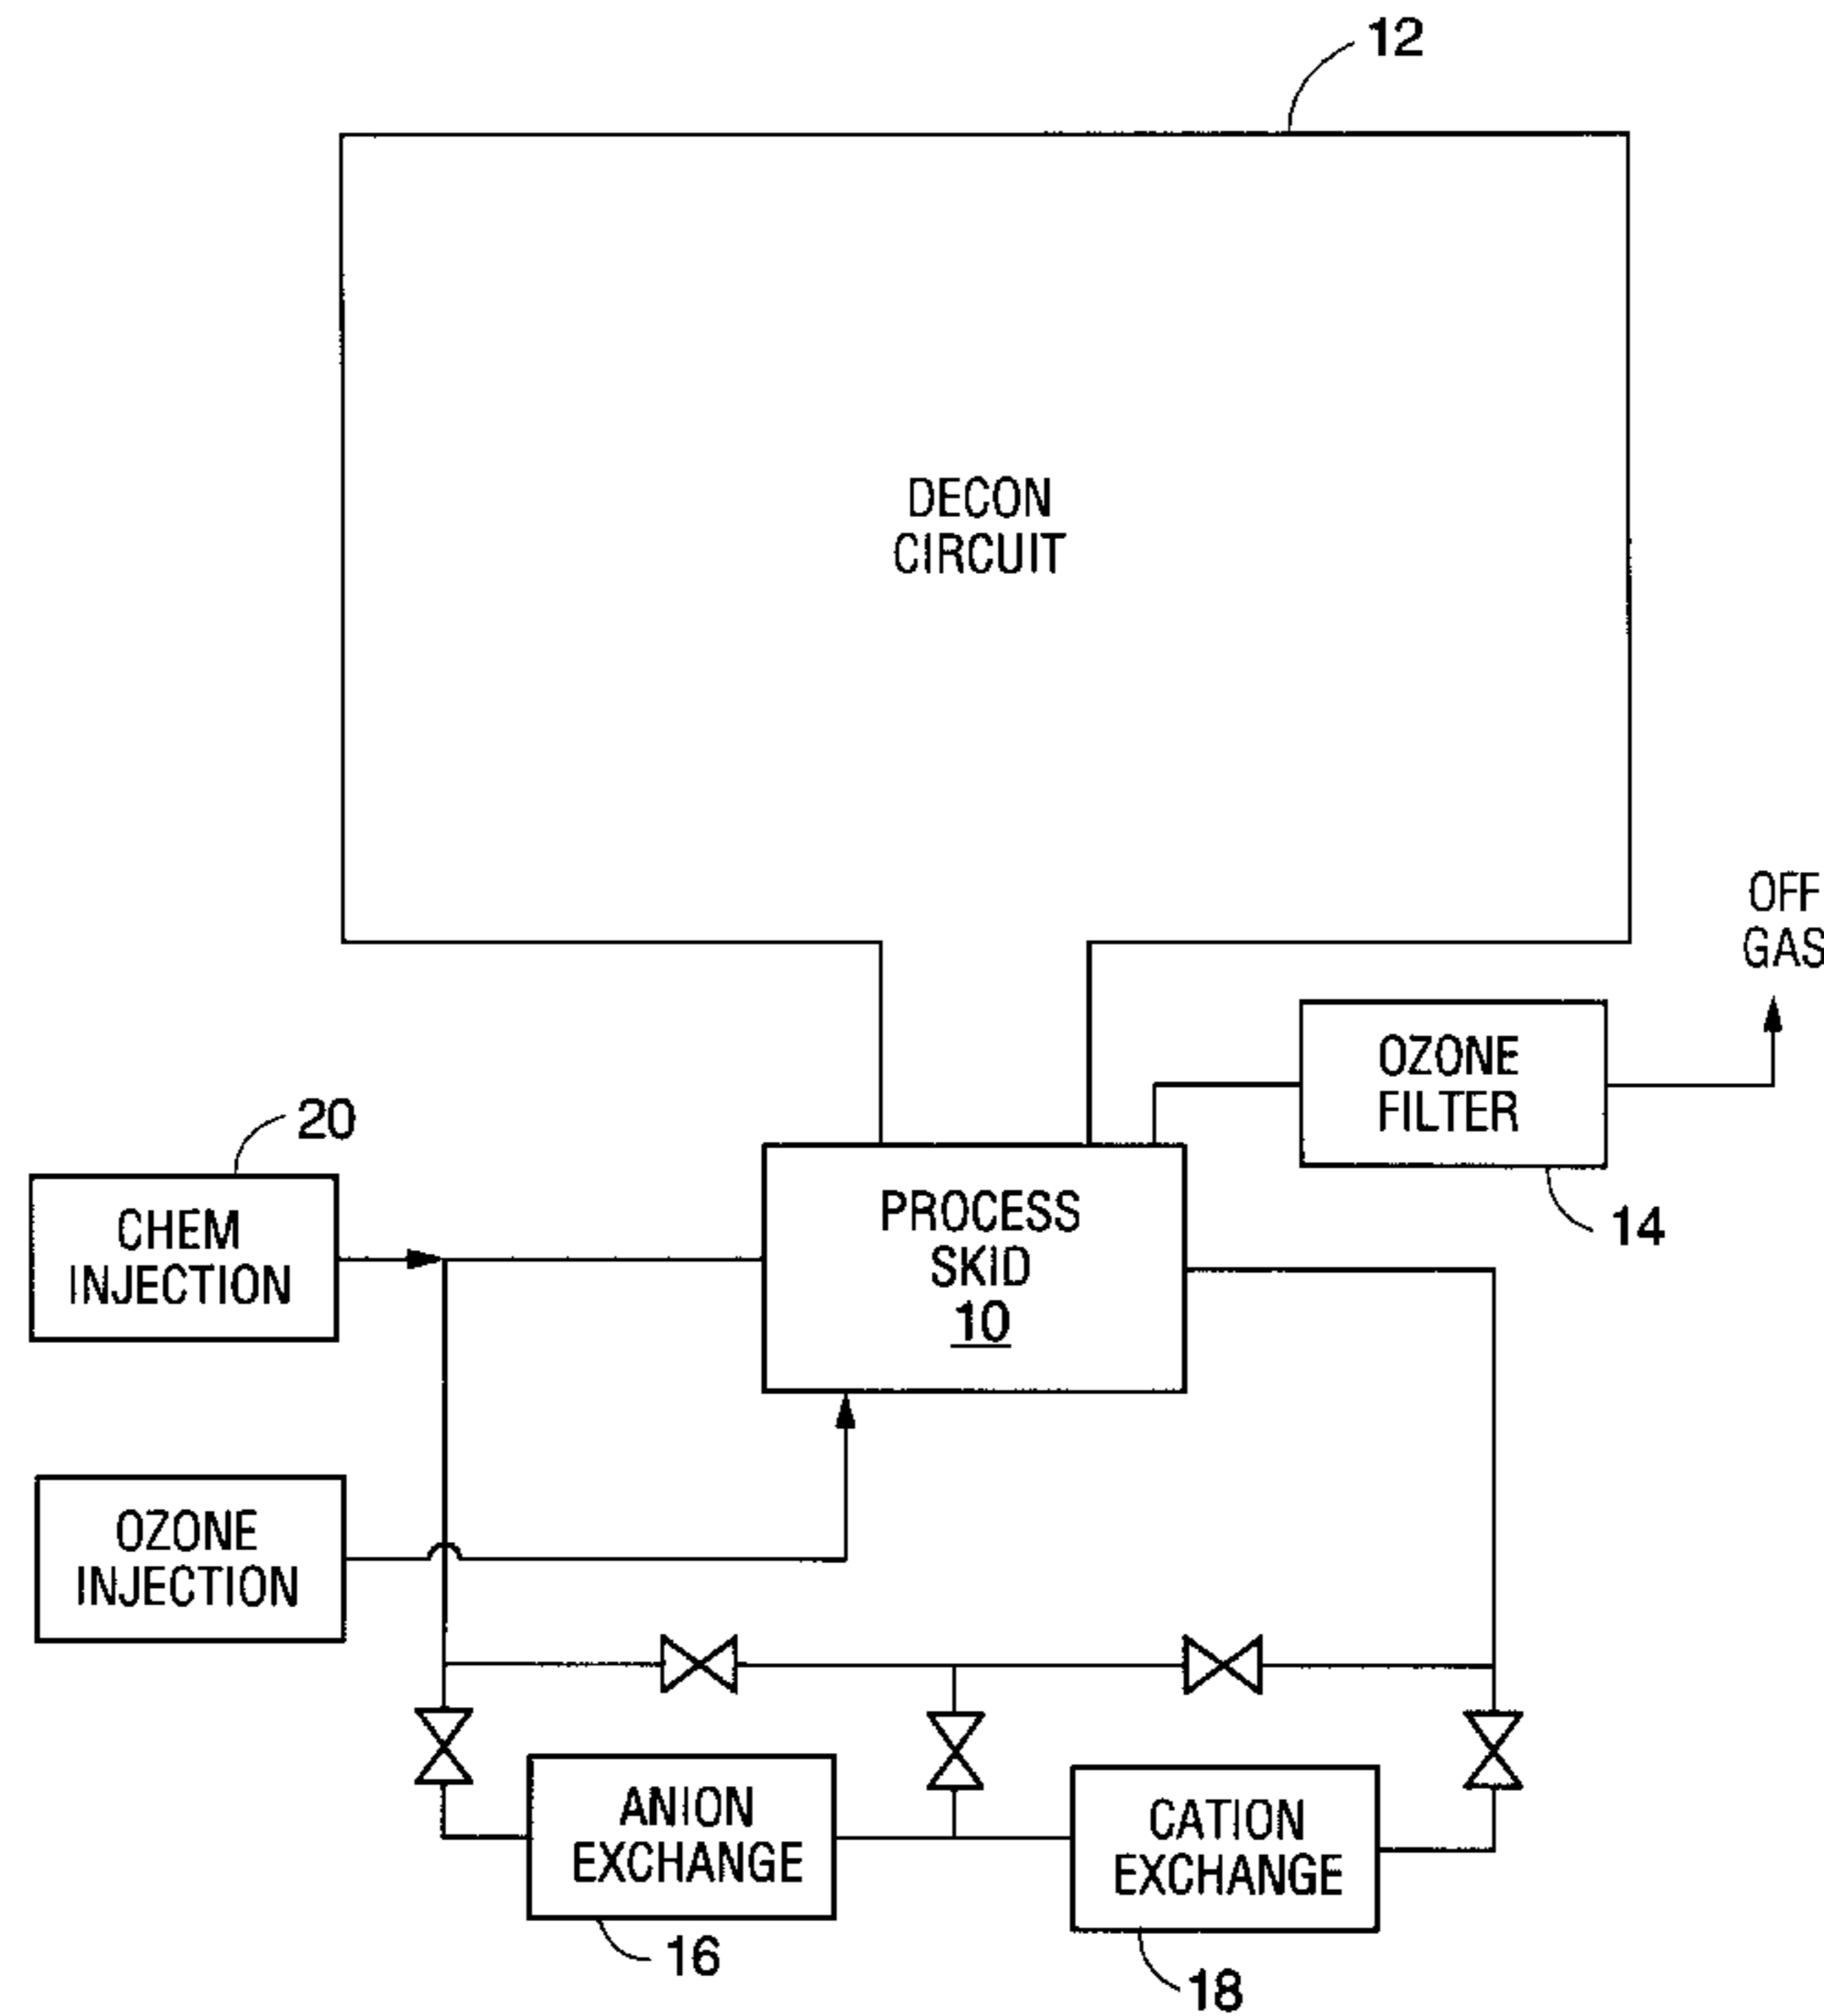 12
DECON
CIRCUIT
OFF
GAS
OZONE
FILTER
14
20
CHEM
INJECTION
PROCESS
SKID
10
OZONE
INJECTION
ANION
EXCHANGE
16
CATION
EXCHANGE
18